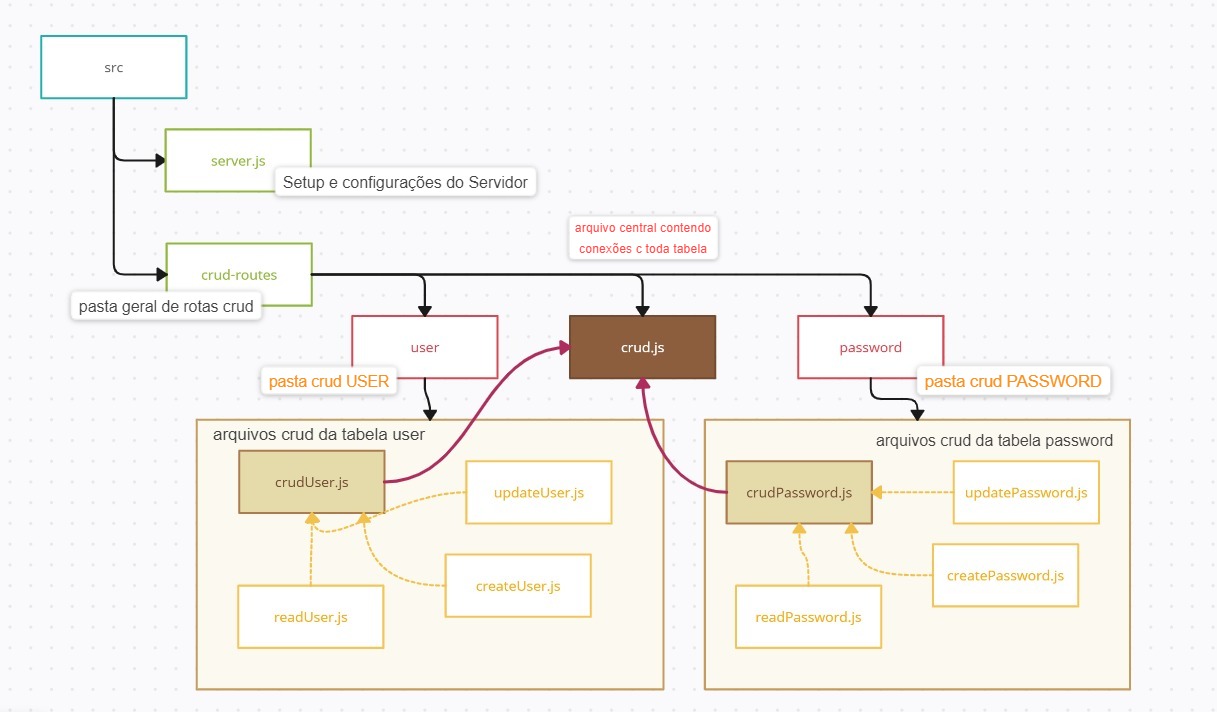 src
server.js
Setup e configurações do Servidor
arquivo central contendo
conexões c toda tabela
crud-routes
pasta geral de rotas crud
user
crud.js
password
pasta crud USER
pasta crud PASSWORD
arquivos crud da tabela user
arquivos crud da tabela password
crudUser.js
updateUser.js
createUser.js
readUser.js
crudPassword.js
updatePassword.js
createPassword.js
readPassword.js